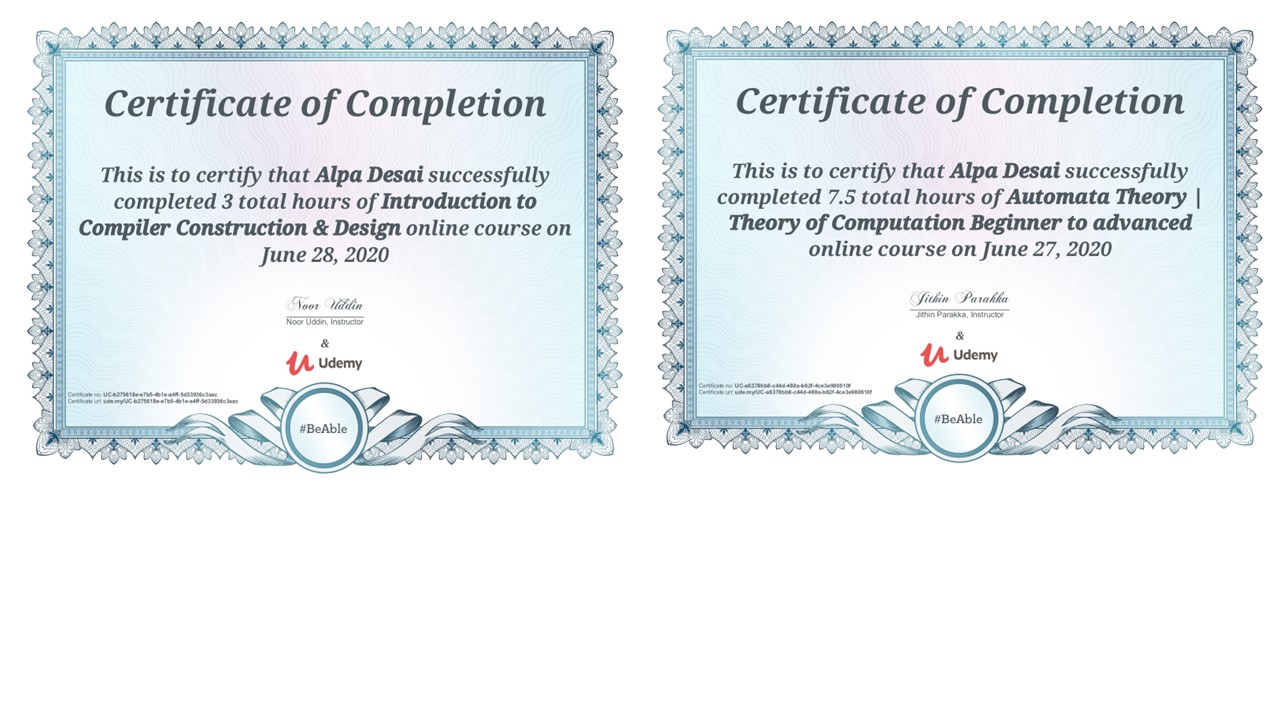 Certificate of Completion
This is to certify that Alpa Desai successfully
completed 3 total hours of Introduction to
Compiler Construction & Design online course on
June 28, 2020
Noor Uddin
Noor Uddin, Instructor
&
Udemy
Certificate no: UC-b275618e-e7b5-4b1e-a4ff-5d33936c3aac
Certificate url: ude.my/UC-b275618e-e7b5-4b1e-a4ff-5d33936c3aac
#BeAble
Certificate of Completion
This is to certify that Alpa Desai successfully
completed 7.5 total hours of Automata Theory |
Theory of Computation Beginner to advanced
online course on June 27, 2020
Jithin Parakka
Jithin Parakka, Instructor
&
Udemy
Certificate no: UC-a6378bb8-c44d-488a-b62f-4ce3e980610f
Certificate url: ude.my/UC-a6378bb8-c44d-488a-b62f-4ce3e980610f
#BeAble